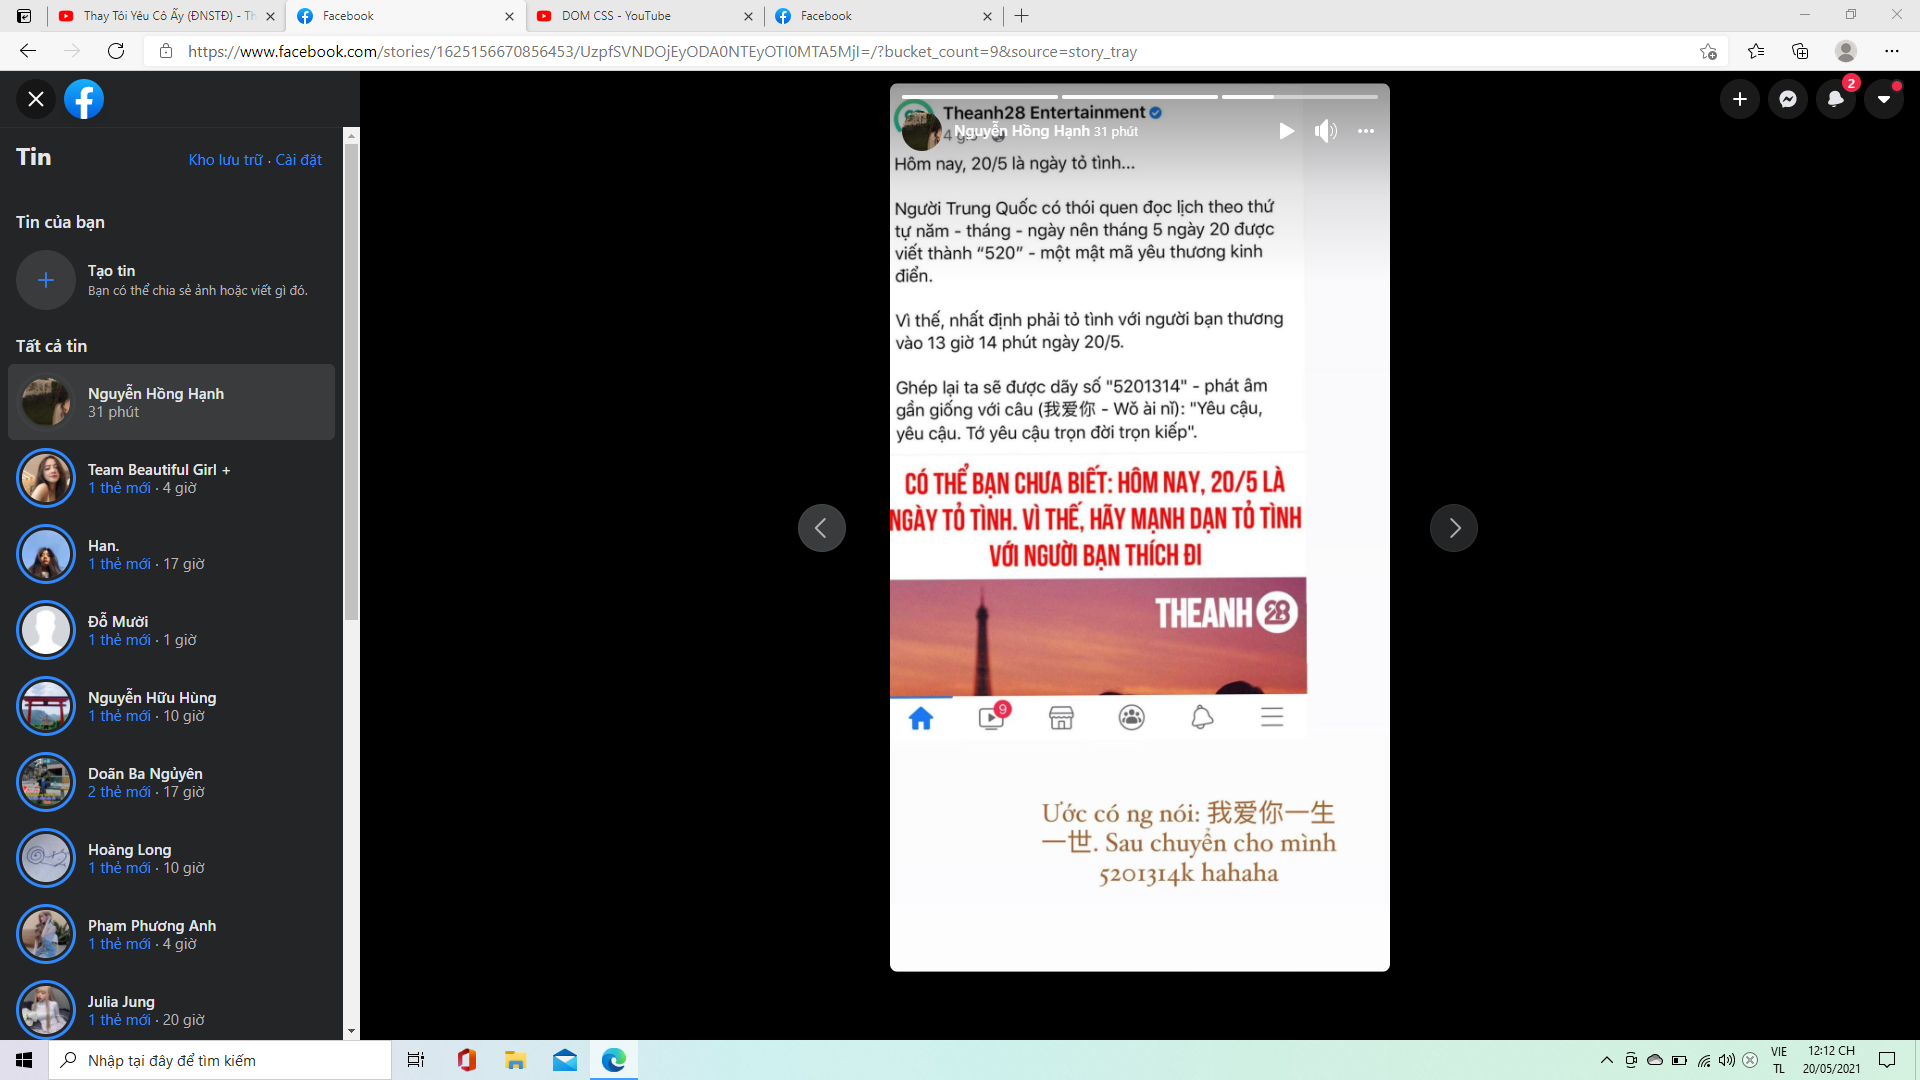 Thay Tôi Yêu Cô Ấy (ĐNSTĐ) - Th
Facebook
DOM CSS - YouTube
Facebook
https://www.facebook.com/stories/1625156670856453/UzpfSVNDOjEyODA0NTEyOTI0MTA5MjI=/?bucket_count=9&source=story_tray
2
Tin
Kho lưu trữ · Cài đặt
Tin của bạn
Tạo tin
Bạn có thể chia sẻ ảnh hoặc viết gì đó.
Tất cả tin
Nguyễn Hồng Hạnh
31 phút
Team Beautiful Girl +
1 thẻ mới · 4 giờ
Han.
1 thẻ mới · 17 giờ
Đỗ Mười
1 thẻ mới · 1 giờ
Nguyễn Hữu Hùng
1 thẻ mới · 10 giờ
Doãn Ba Nguyên
2 thẻ mới · 17 giờ
Hoàng Long
1 thẻ mới · 10 giờ
Phạm Phương Anh
1 thẻ mới · 4 giờ
Julia Jung
1 thẻ mới · 20 giờ
Theanh28 Entertainment
Nguyễn Hồng Hạnh 31 phút
Hôm nay, 20/5 là ngày tỏ tình...
Người Trung Quốc có thói quen đọc lịch theo thứ
tự năm - tháng - ngày nên tháng 5 ngày 20 được
viết thành “520” - một mật mã yêu thương kinh
điển.
Vì thế, nhất định phải tỏ tình với người bạn thương
vào 13 giờ 14 phút ngày 20/5.
Ghép lại ta sẽ được dãy số "5201314" - phát âm
gần giống với câu (我爱你 - Wǒ ài nǐ): "Yêu cậu,
yêu cậu. Tớ yêu cậu trọn đời trọn kiếp".
CÓ THỂ BẠN CHƯA BIẾT: HÔM NAY, 20/5 LÀ
NGÀY TỎ TÌNH. VÌ THẾ, HÃY MẠNH DẠN TỎ TÌNH
VỚI NGƯỜI BẠN THÍCH ĐI
THEANH 28
9
Ước có ng nói: 我爱你一生
一世. Sau chuyển cho mình
5201314k hahaha
Nhập tại đây để tìm kiếm
VIE
TL
12:12 CH
20/05/2021